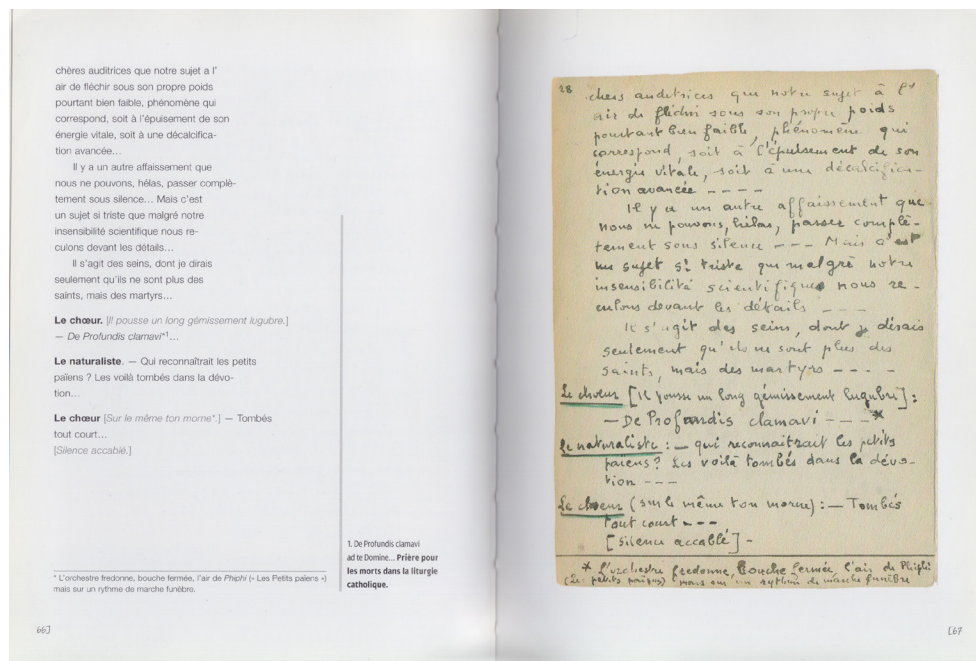 chères auditrices que notre sujet a l'
air de fléchir sous son propre poids
pourtant bien faible, phénomène qui
correspond, soit à l'épuisement de son
énergie vitale, soit à une décalcifica-
tion avancée...
Il y a un autre affaissement que
nous ne pouvons, hélas, passer complè-
tement sous silence... Mais c'est
un sujet si triste que malgré notre
insensibilité scientifique nous re-
culons devant les détails...
Il s'agit des seins, dont je dirais
seulement qu'ils ne sont plus des
saints, mais des martyrs...
Le chœur. [Il pousse un long gémissement lugubre.]
— De Profundis clamavi*1...
Le naturaliste. — Qui reconnaîtrait les petits
païens ? Les voilà tombés dans la dévo-
tion...
Le chœur [Sur le même ton morne*.] — Tombés
tout court...
[Silence accablé.]
* L'orchestre fredonne, bouche fermée, l'air de Phiphi (« Les Petits païens »)
mais sur un rythme de marche funèbre.
1. De Profundis clamavi
ad te Domine... Prière pour
les morts dans la liturgie
catholique.
66]
28
chers auditrices que notre sujet à l'
air de fléchir sous son propre poids
pourtant bien faible, phénomène qui
correspond, soit à l'épuisement de son
énergie vitale, soit à une décalcifica-
tion avancée ----
Il y a un autre affaissement que
nous ne pouvons, hélas, passer complè-
tement sous silence --- Mais c'est
un sujet si triste que malgré notre
insensibilité scientifique nous re-
culons devant les détails ---
Il s'agit des seins, dont je dirais
seulement qu'ils ne sont plus des
saints, mais des martyrs ----
Le chœur [Il pousse un long gémissement lugubre] :
— De Profundis clamavi ---*
Le naturaliste : — qui reconnaitrait les petits
païens ? Les voilà tombés dans la dévo-
tion ---
Le chœur (sur le même ton morne) : — Tombés
tout court ---
[Silence accablé] -
* L'orchestre fredonne, bouche fermée, l'air de Phiphi
(Les petits païens) mais sur un rythme de marche funèbre
[67